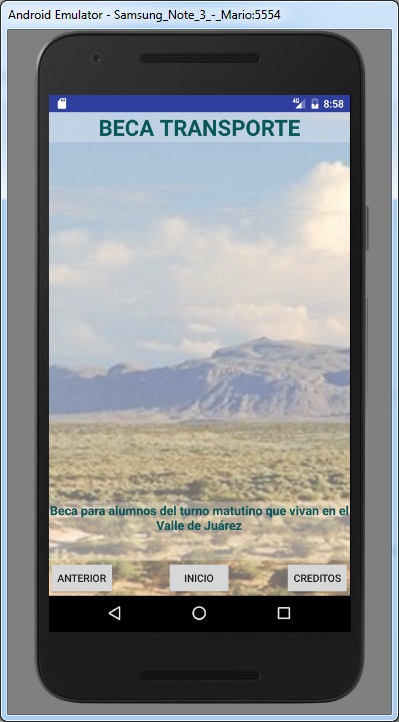 Android Emulator - Samsung_Note_3_-_Mario:5554
4G 8:58
BECA TRANSPORTE
Beca para alumnos del turno matutino que vivan en el
Valle de Juárez
ANTERIOR INICIO CREDITOS